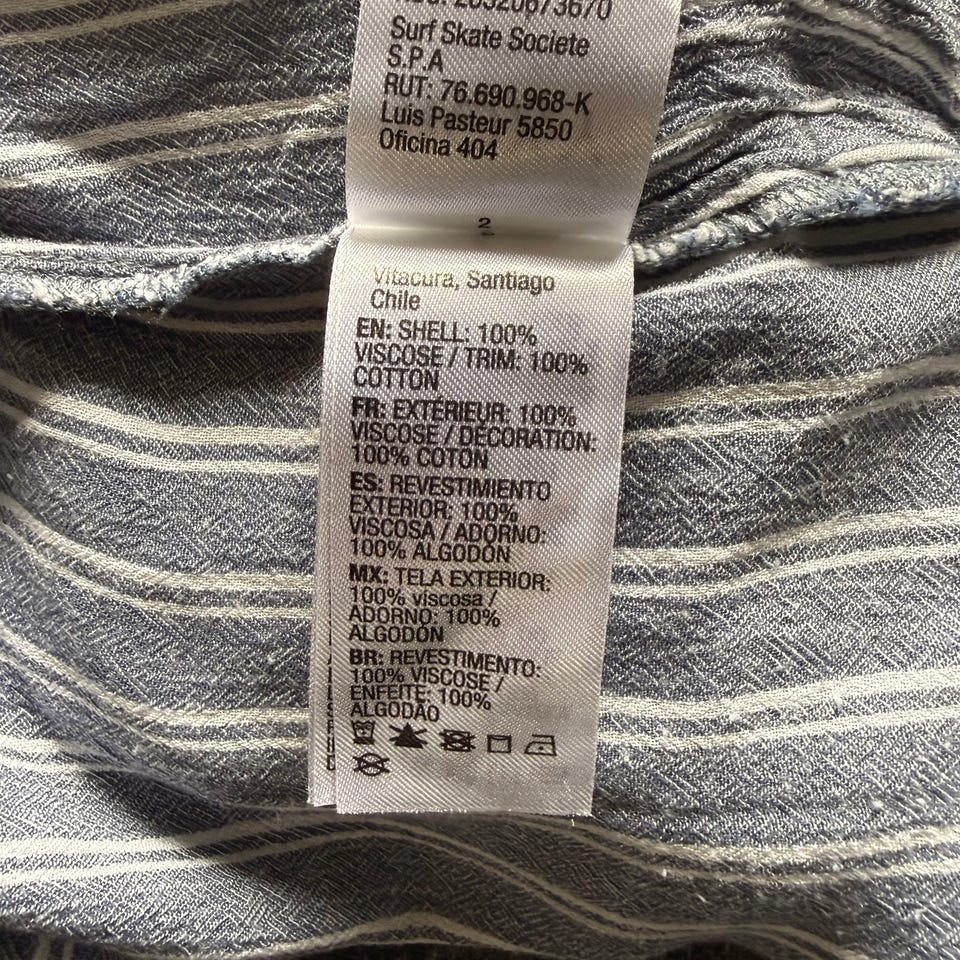 20520673670
Surf Skate Societe
S.P.A
RUT: 76.690.968-K
Luis Pasteur 5850
Oficina 404
2
Vitacura, Santiago
Chile
EN: SHELL: 100%
VISCOSE / TRIM: 100%
COTTON
FR: EXTÉRIEUR: 100%
VISCOSE / DÉCORATION:
100% COTON
ES: REVESTIMIENTO
EXTERIOR: 100%
VISCOSA / ADORNO:
100% ALGODÓN
MX: TELA EXTERIOR:
100% viscosa /
ADORNO: 100%
ALGODÓN
BR: REVESTIMENTO:
100% VISCOSE /
ENFEITE: 100%
ALGODÃO